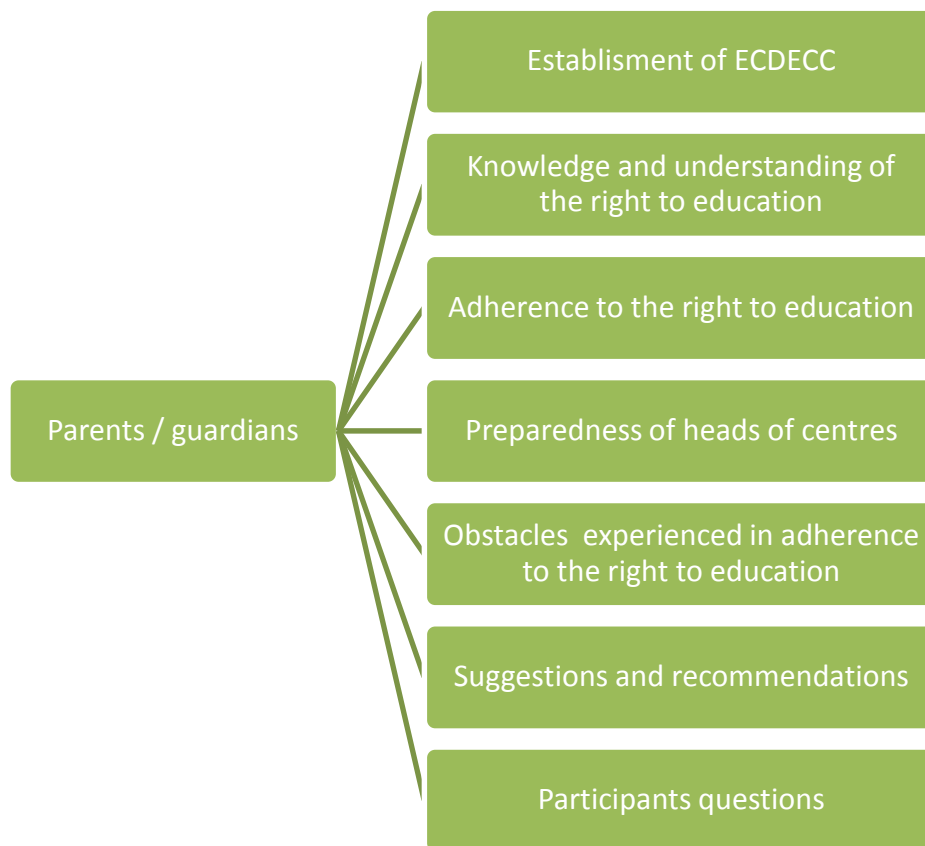 Establisment of ECDECC
Knowledge and understanding of
the right to education
Adherence to the right to education
Parents / guardians
Preparedness of heads of centres
Obstacles  experienced in adherence
to the right to education
Suggestions and recommendations
Participants questions